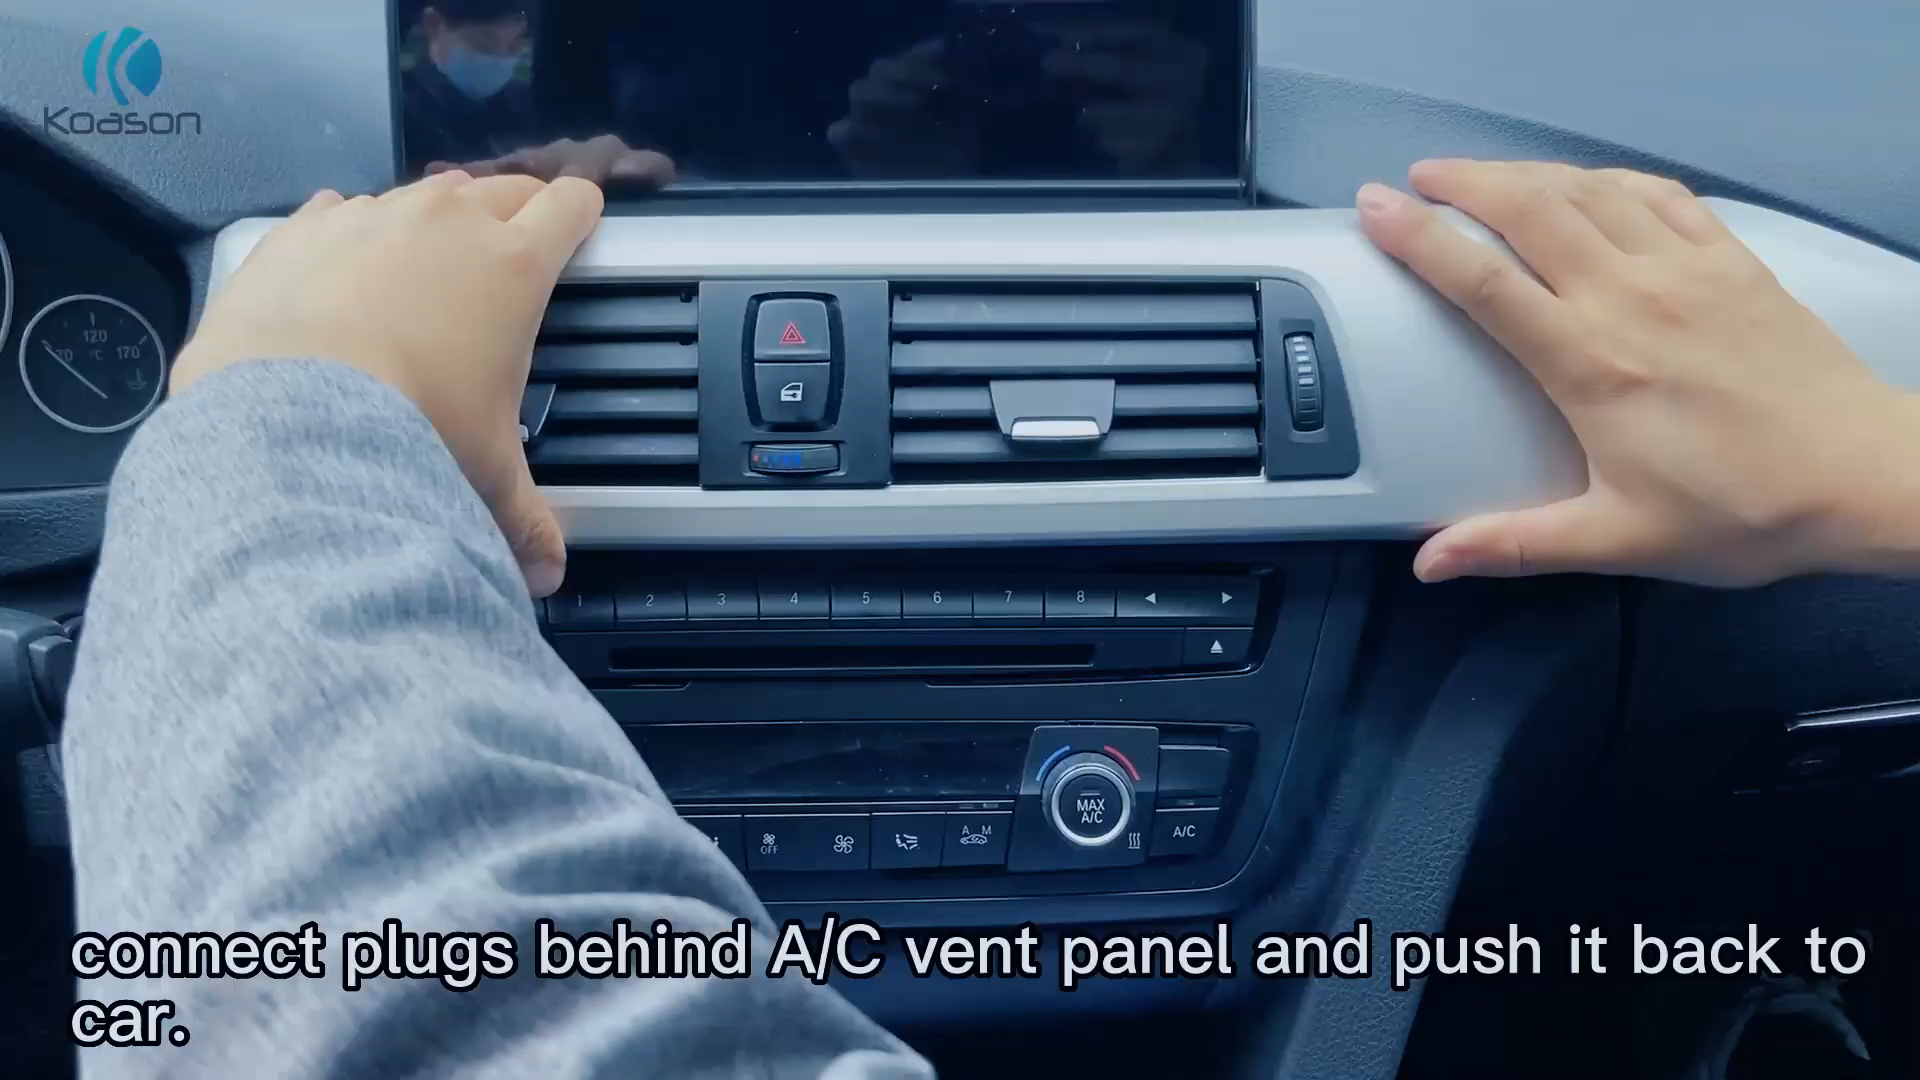 Koason
120
70 °C 170
1 2 3 4 5 6 7 8
MAX
A/C
A M
OFF
A/C
connect plugs behind A/C vent panel and push it back to
car.